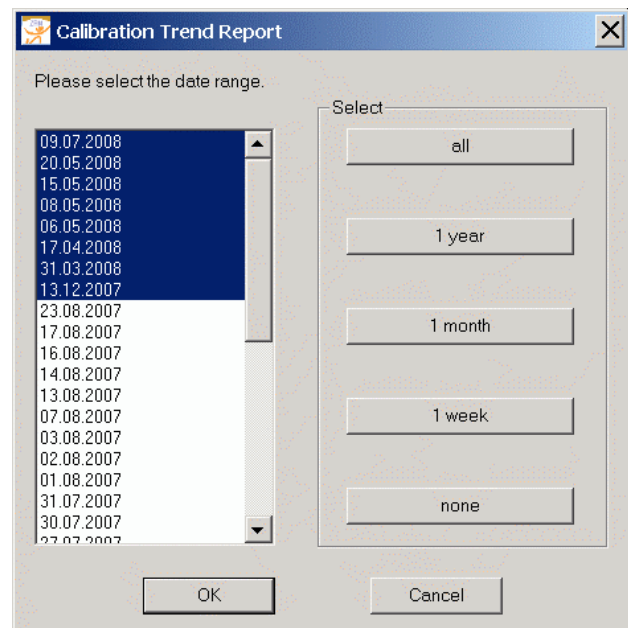 Calibration Trend Report
Please select the date range.
09.07.2008
20.05.2008
15.05.2008
08.05.2008
06.05.2008
17.04.2008
31.03.2008
13.12.2007
23.08.2007
17.08.2007
16.08.2007
14.08.2007
13.08.2007
07.08.2007
03.08.2007
02.08.2007
01.08.2007
31.07.2007
30.07.2007
27.07.2007
Select
all
1 year
1 month
1 week
none
OK
Cancel